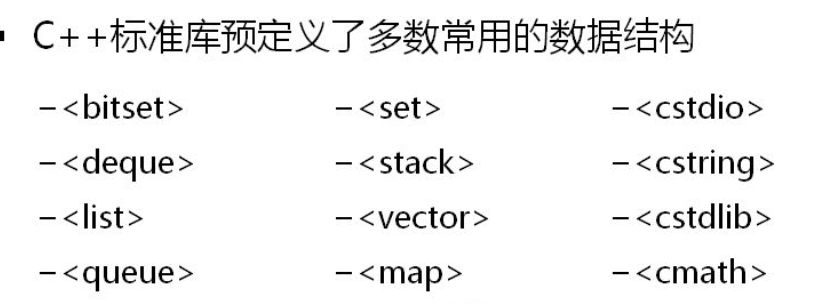 C++标准库预定义了多数常用的数据结构
–<bitset> –<set> –<cstdio>
–<deque> –<stack> –<cstring>
–<list> –<vector> –<cstdlib>
–<queue> –<map> –<cmath>